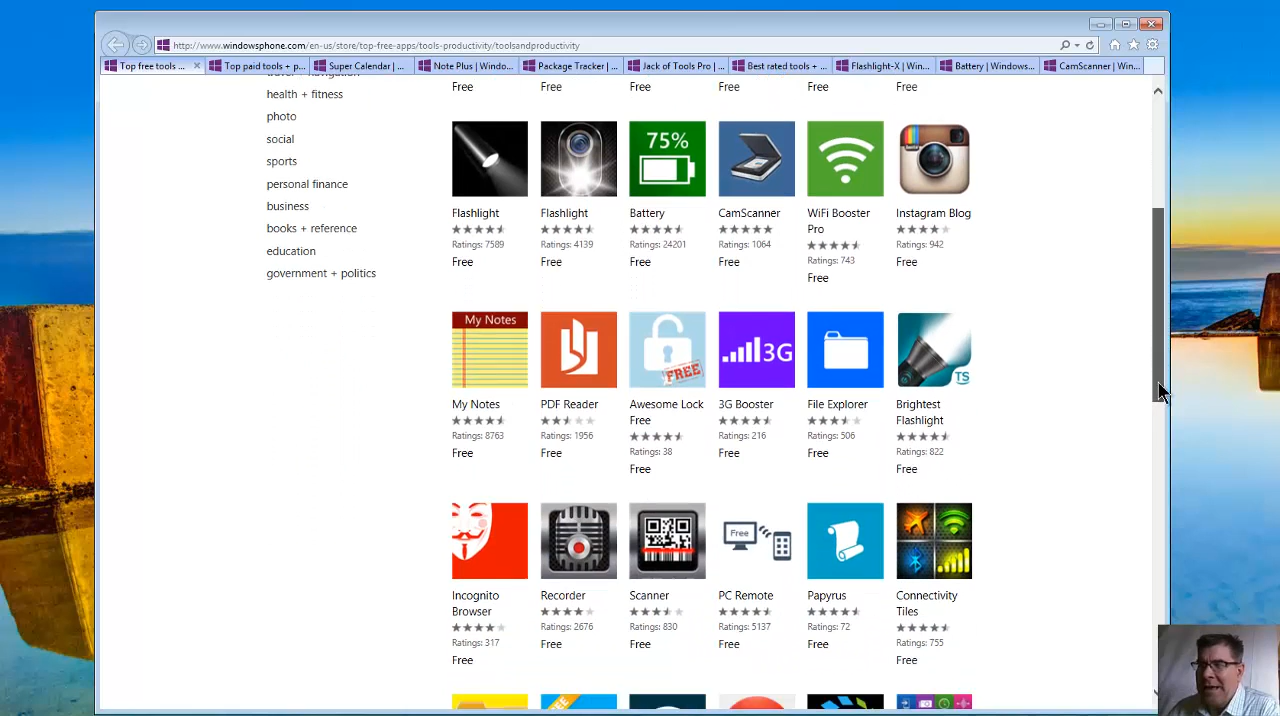 http://www.windowsphone.com/en-us/store/top-free-apps/tools-productivity/toolsandproductivity
Top free tools ... Top paid tools + p... Super Calendar | ... Note Plus | Windo... Package Tracker | ... Jack of Tools Pro | ... Best rated tools + ... Flashlight-X | Win... Battery | Windows... CamScanner | Win...
travel + navigation
health + fitness
photo
social
sports
personal finance
business
books + reference
education
government + politics
Free Free Free Free Free Free
75%
Flashlight Flashlight Battery CamScanner WiFi Booster Pro Instagram Blog
Ratings: 7589 Ratings: 4139 Ratings: 24201 Ratings: 1064 Ratings: 743 Ratings: 942
Free Free Free Free Free Free
My Notes FREE 3G TS
My Notes PDF Reader Awesome Lock Free 3G Booster File Explorer Brightest Flashlight
Ratings: 8763 Ratings: 1956 Ratings: 38 Ratings: 216 Ratings: 506 Ratings: 822
Free Free Free Free Free Free
Free
Incognito Browser Recorder Scanner PC Remote Papyrus Connectivity Tiles
Ratings: 317 Ratings: 2676 Ratings: 830 Ratings: 5137 Ratings: 72 Ratings: 755
Free Free Free Free Free Free